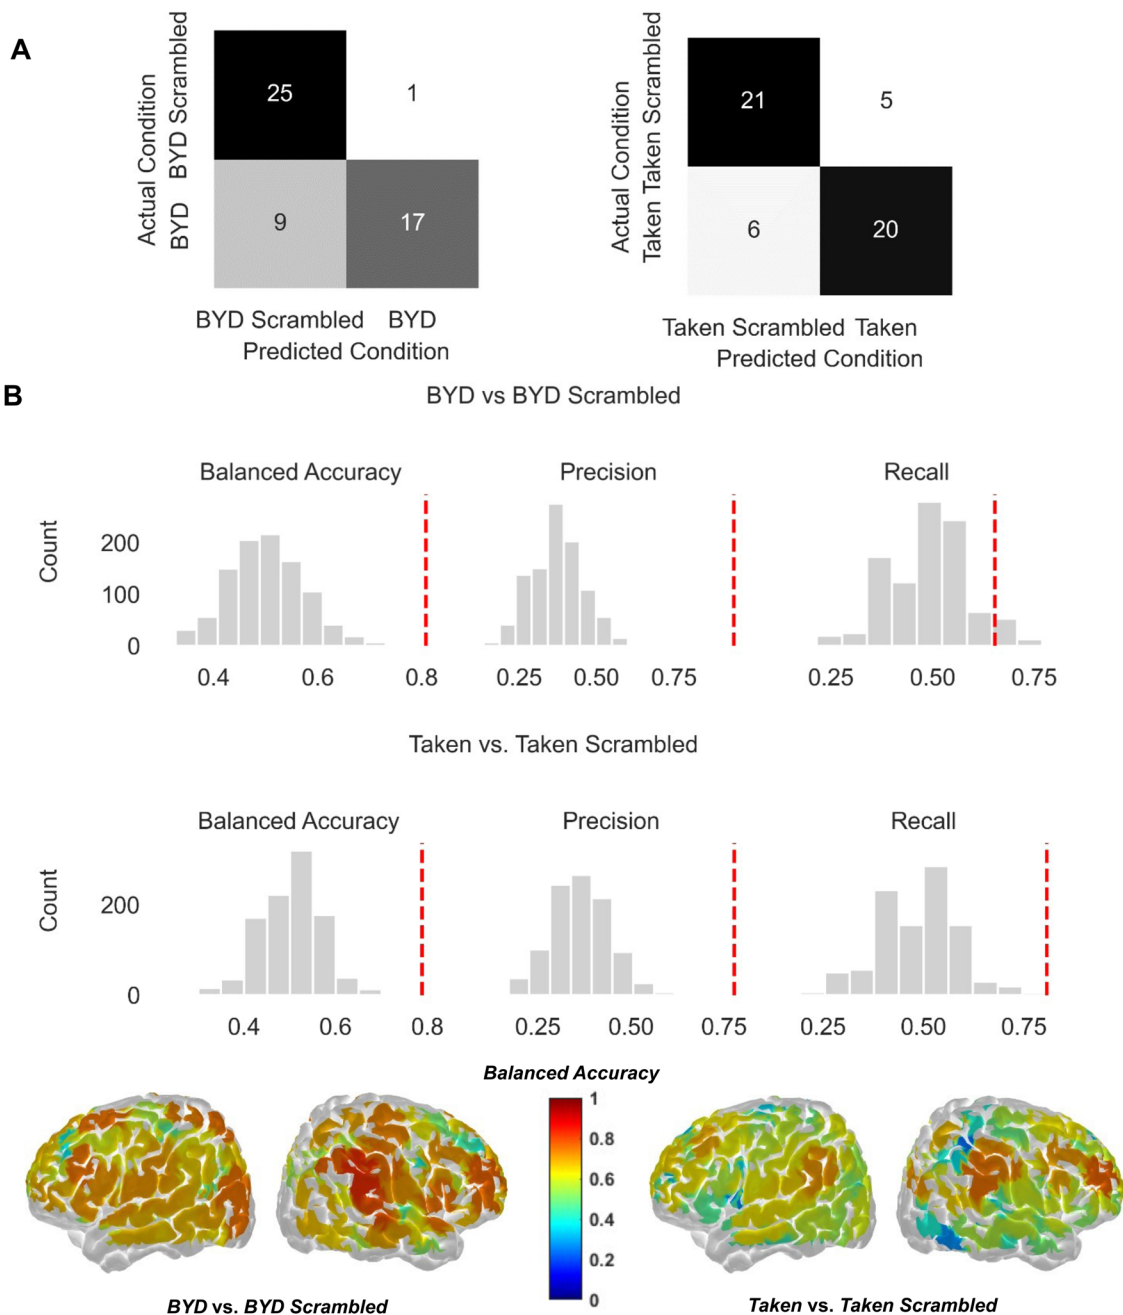 A
Actual Condition
BYD BYD Scrambled
25 1
9 17
BYD Scrambled BYD
Predicted Condition
Actual Condition
Taken Taken Scrambled
21 5
6 20
Taken Scrambled Taken
Predicted Condition
B
BYD vs BYD Scrambled
Balanced Accuracy Precision Recall
Count
200
100
0
0.4 0.6 0.8 0.25 0.50 0.75 0.25 0.50 0.75
Taken vs. Taken Scrambled
Balanced Accuracy Precision Recall
Count
200
0
0.4 0.6 0.8 0.25 0.50 0.75 0.25 0.50 0.75
Balanced Accuracy
1
0.8
0.6
0.4
0.2
0
BYD vs. BYD Scrambled
Taken vs. Taken Scrambled